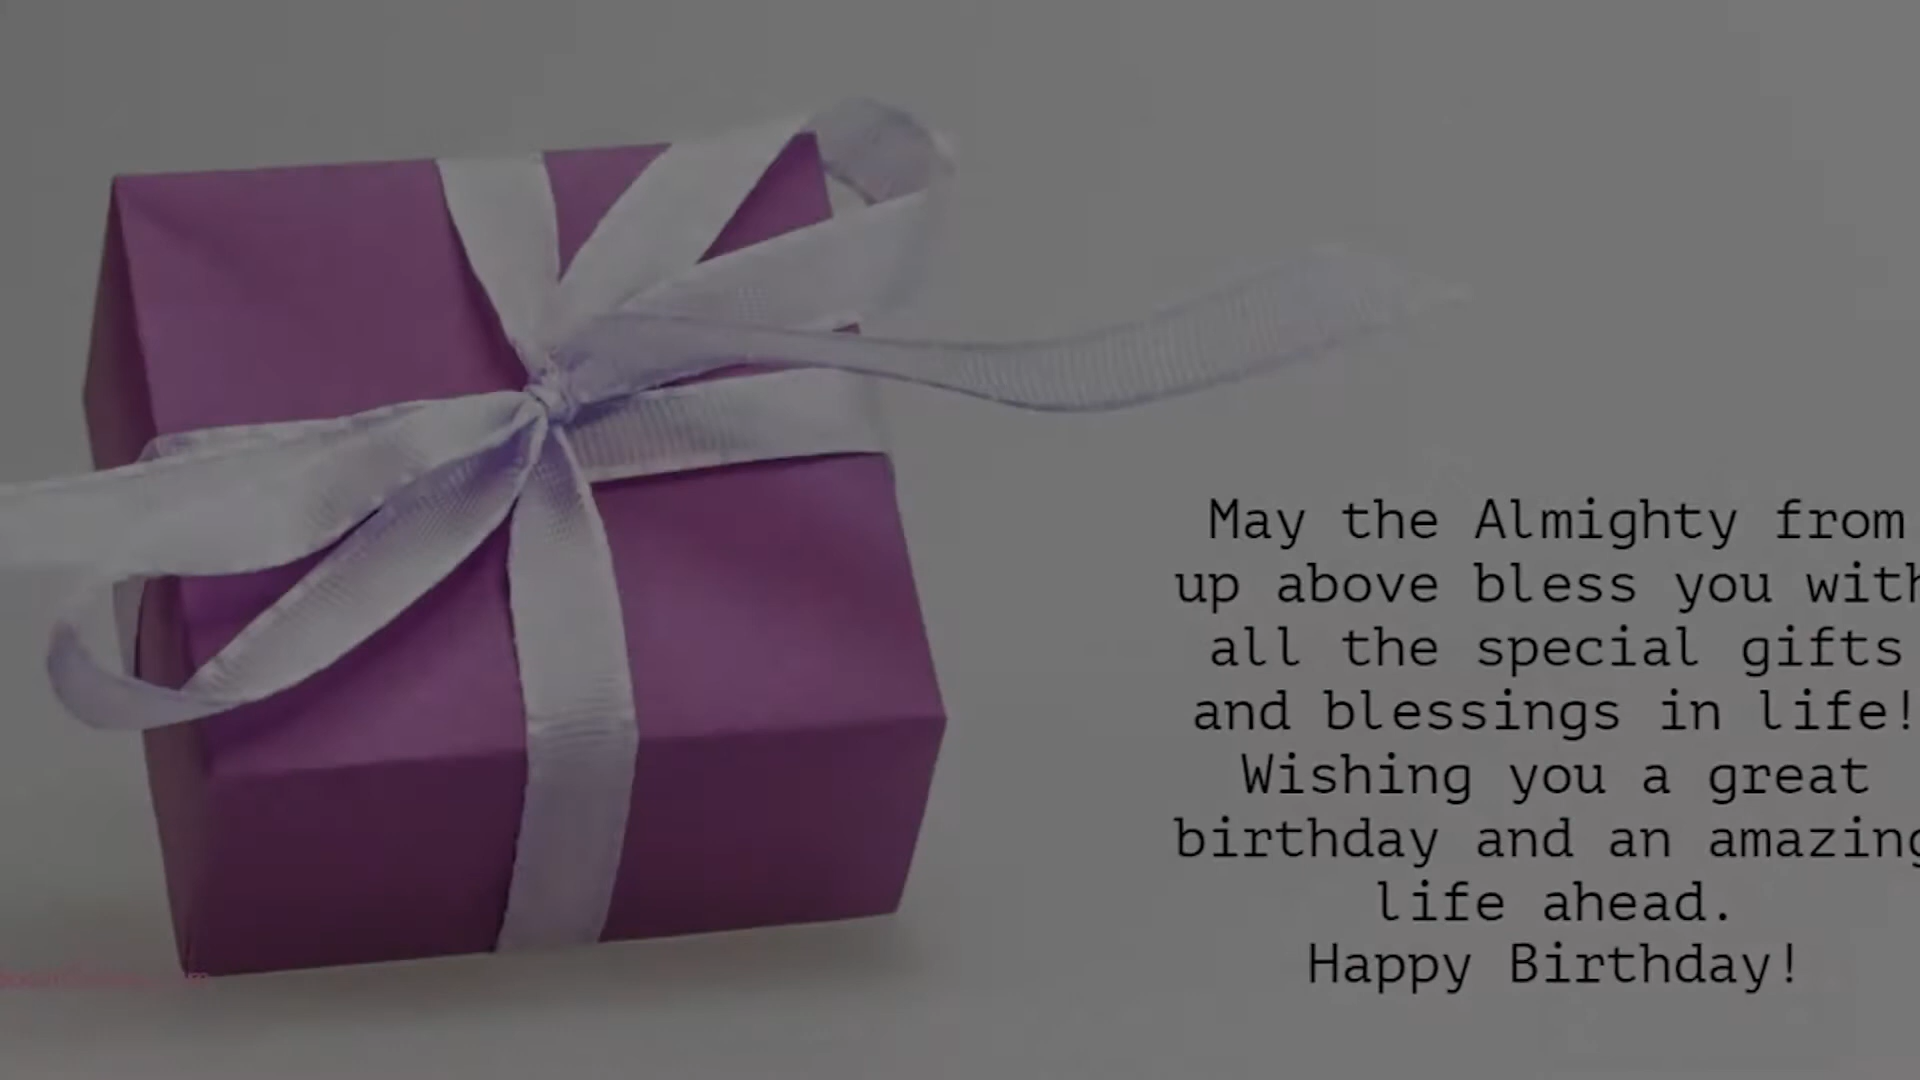 May the Almighty from
up above bless you with
all the special gifts
and blessings in life!
Wishing you a great
birthday and an amazing
life ahead.
Happy Birthday!